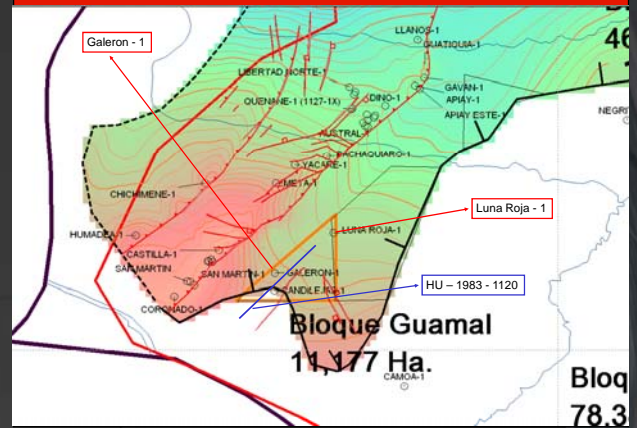 LLANOS-1
46
GUATIQUIA-1
Galeron - 1
LIBERTAD NORTE-1
GAVAN-1
QUENANE-1 (1127-1X)
DINO-1
APIAY-1
APIAY ESTE-1
AUSTRAL-1
PACHAQUIARO-1
YACARE-1
META-1
CHICHIMENE-1
Luna Roja - 1
LUNA ROJA-1
HUMADEA-1
CASTILLA-1
SAN MARTIN
SAN MARTIN-1
GALERON-1
HU – 1983 - 1120
CANDILEJAS-1
CORONADO-1
Bloque Guamal
11,177 Ha.
CAMOA-1
Bloq
78.3